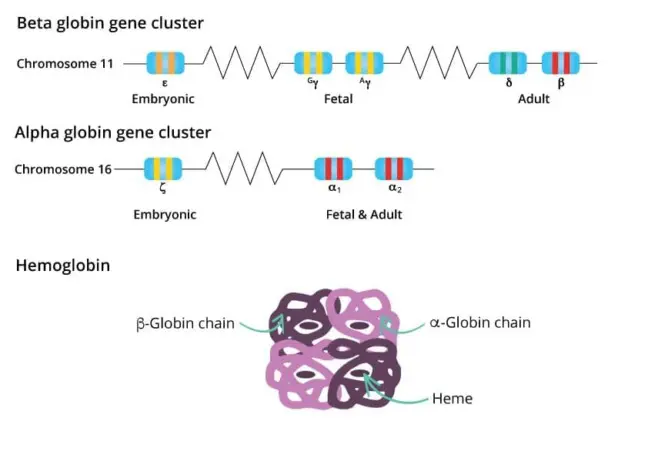 Beta globin gene cluster
Chromosome 11
ε
ᴳγ
ᴬγ
δ
β
Embryonic
Fetal
Adult
Alpha globin gene cluster
Chromosome 16
ζ
α₁
α₂
Embryonic
Fetal & Adult
Hemoglobin
β-Globin chain
α-Globin chain
Heme